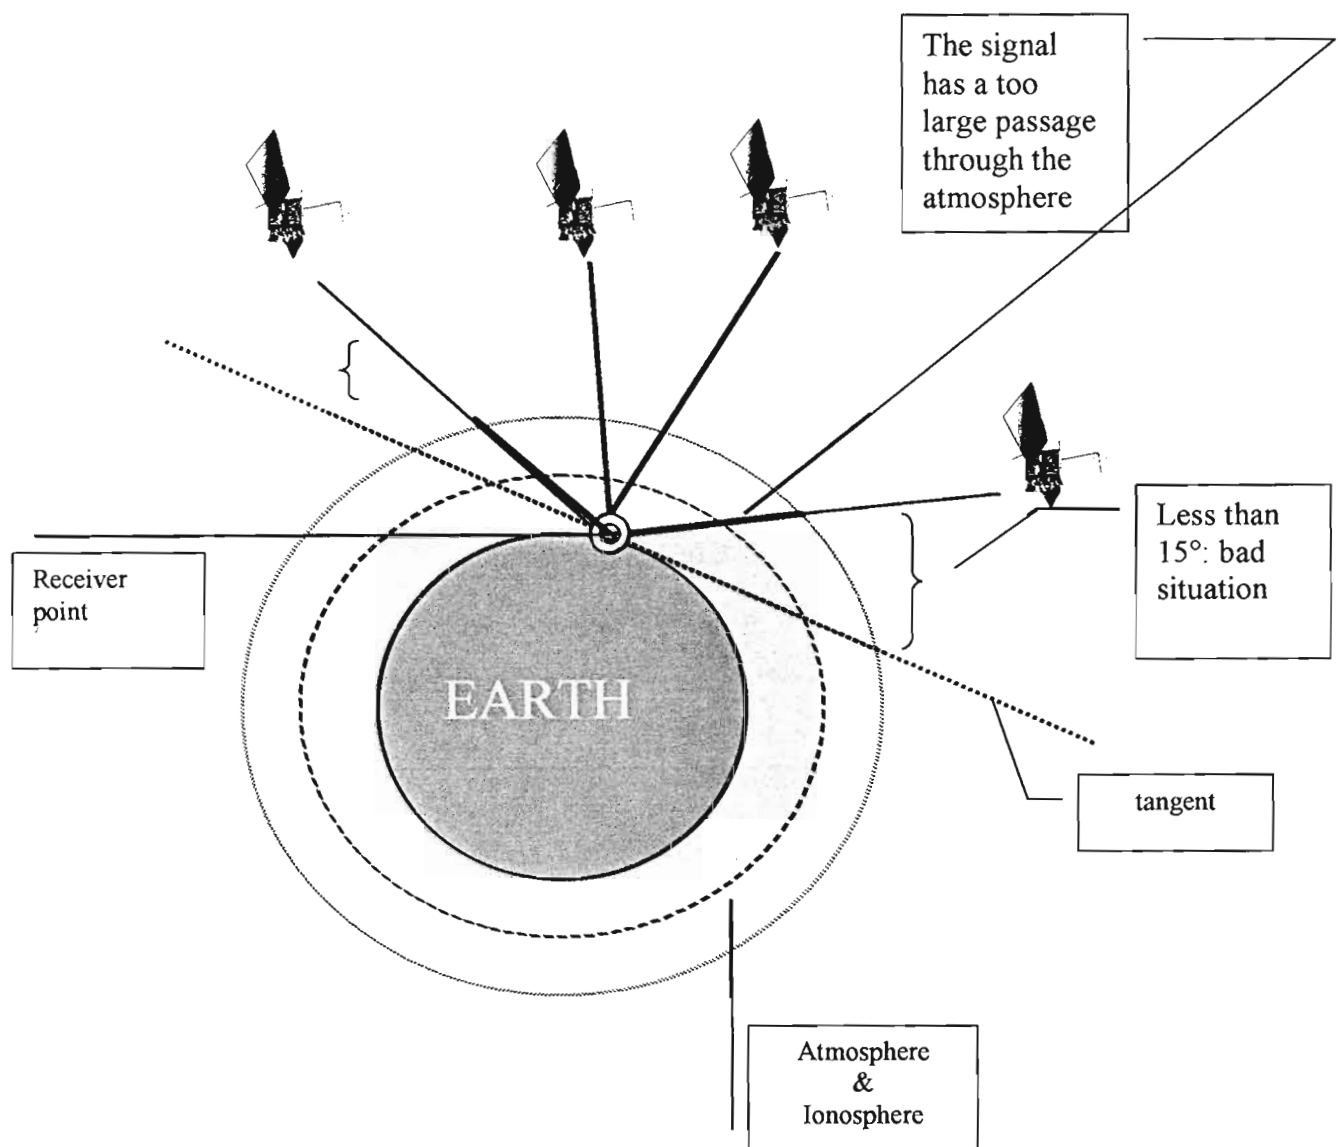 The signal
has a too
large passage
through the
atmosphere
Less than
15°: bad
situation
Receiver
point
EARTH
tangent
Atmosphere
&
Ionosphere